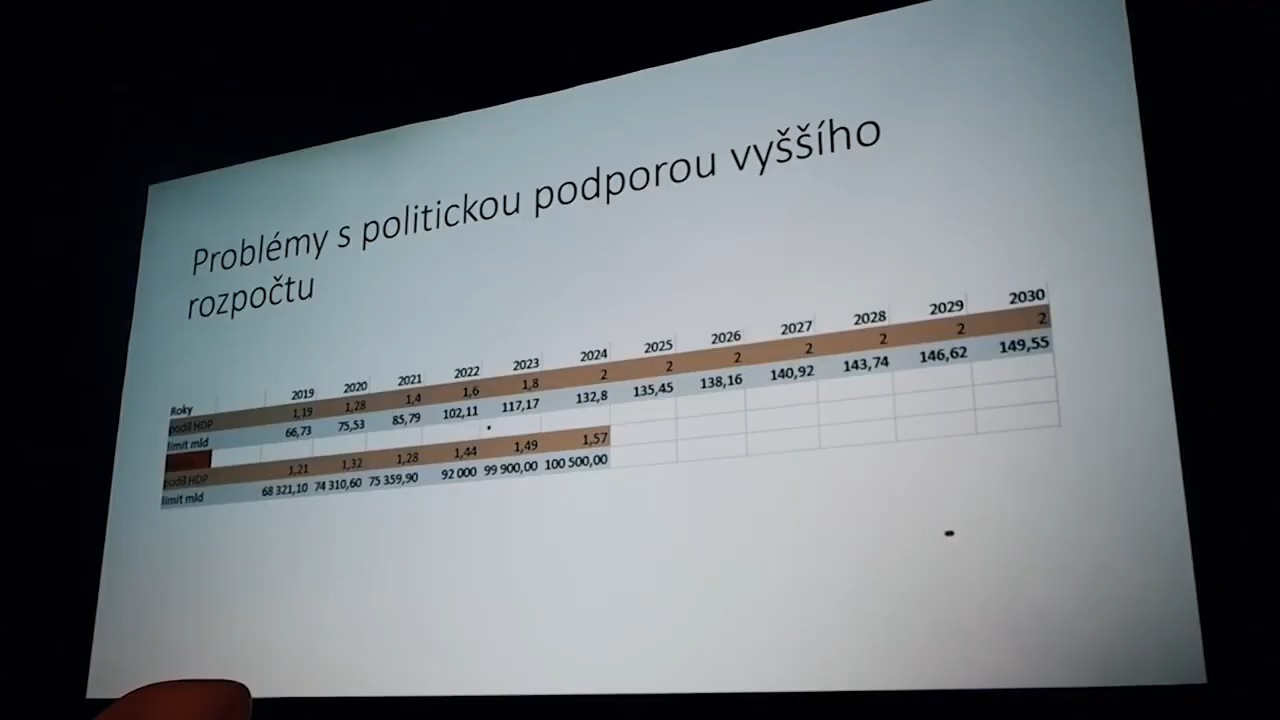 Problémy s politickou podporou vyššího
rozpočtu
Roky 2019 2020 2021 2022 2023 2024 2025 2026 2027 2028 2029 2030
podíl HDP 1,19 1,28 1,4 1,6 1,8 2 2 2 2 2 2 2
limit mld 66,73 75,53 85,79 102,11 117,17 132,8 135,45 138,16 140,92 143,74 146,62 149,55
podíl HDP 1,21 1,32 1,28 1,44 1,49 1,57
limit mld 68 321,10 74 310,60 75 359,90 92 000 99 900,00 100 500,00